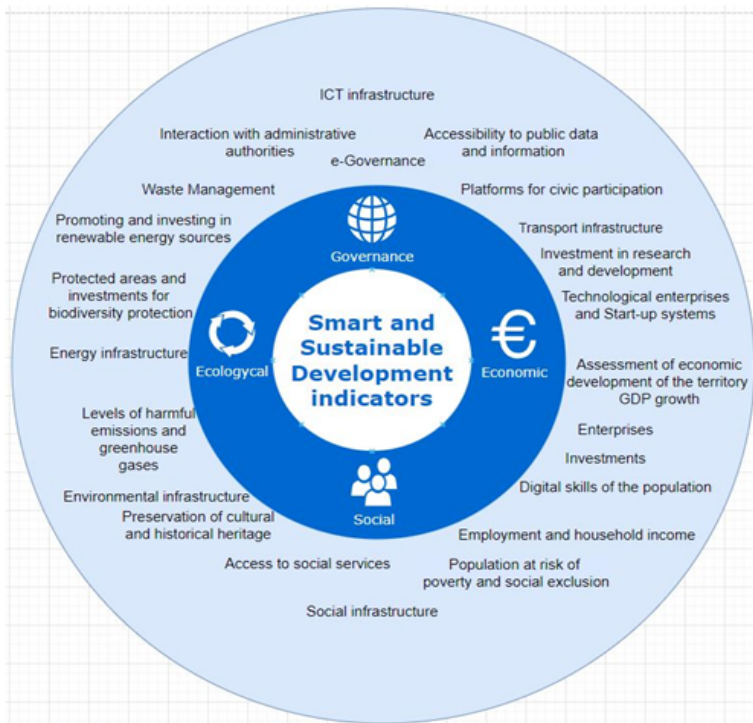 ICT infrastructure
Interaction with administrative
authorities
Accessibility to public data
and information
e-Governance
Waste Management
Platforms for civic participation
Promoting and investing in
renewable energy sources
Transport infrastructure
Governance
Investment in research
and development
Protected areas and
investments for
biodiversity protection
Technological enterprises
and Start-up systems
Smart and
Sustainable
Development
indicators
Energy infrastructure
Ecologycal
€
Economic
Assessment of economic
development of the territory
GDP growth
Levels of harmful
emissions and
greenhouse
gases
Enterprises
Investments
Digital skills of the population
Environmental infrastructure
Preservation of cultural
and historical heritage
Social
Employment and household income
Access to social services
Population at risk of
poverty and social exclusion
Social infrastructure